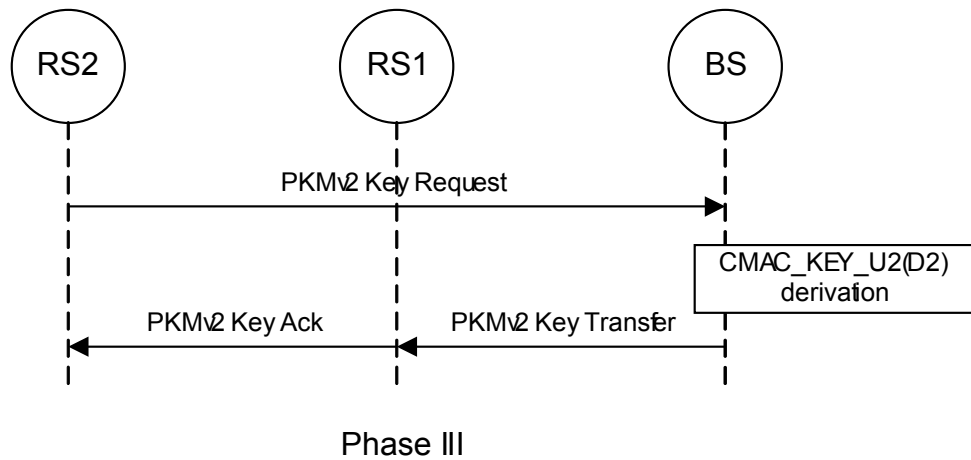 RS2
RS1
BS
PKMv2 Key Request
CMAC_KEY_U2(D2)
derivation
PKMv2 Key Ack
PKMv2 Key Transfer
Phase III